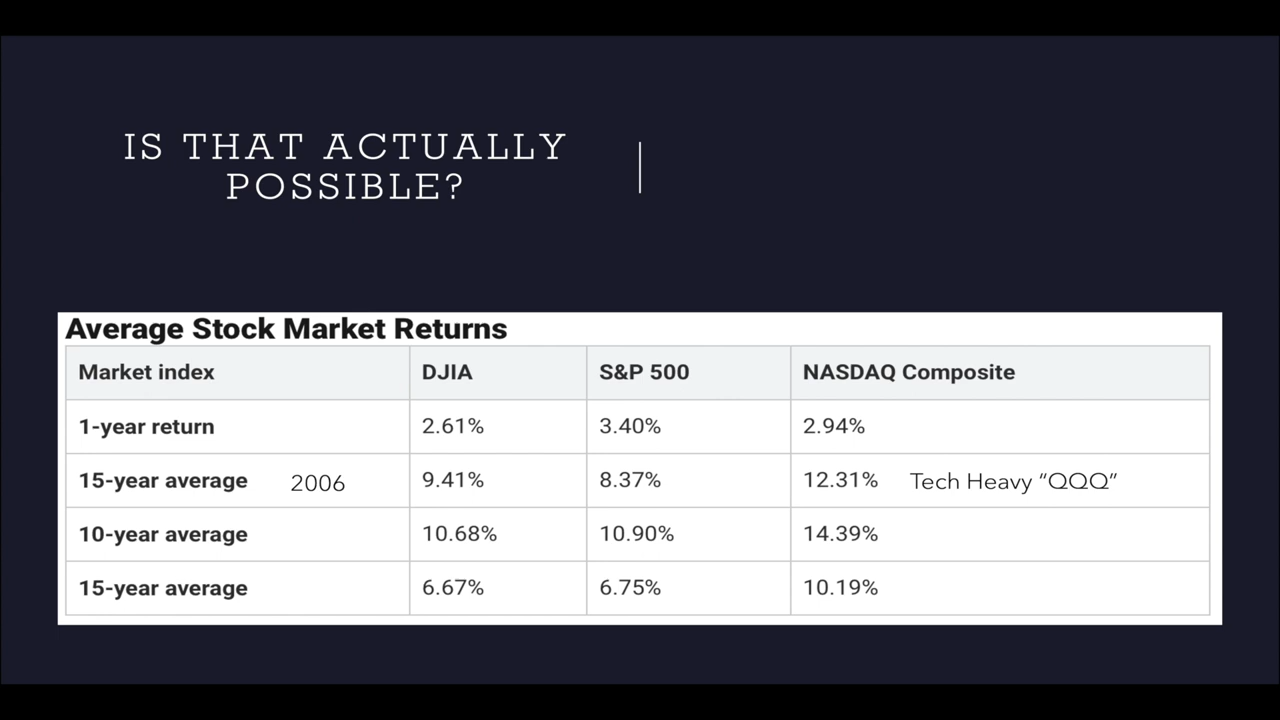 IS THAT ACTUALLY
POSSIBLE?
Average Stock Market Returns
Market index DJIA S&P 500 NASDAQ Composite
1-year return 2.61% 3.40% 2.94%
15-year average 2006 9.41% 8.37% 12.31% Tech Heavy “QQQ”
10-year average 10.68% 10.90% 14.39%
15-year average 6.67% 6.75% 10.19%